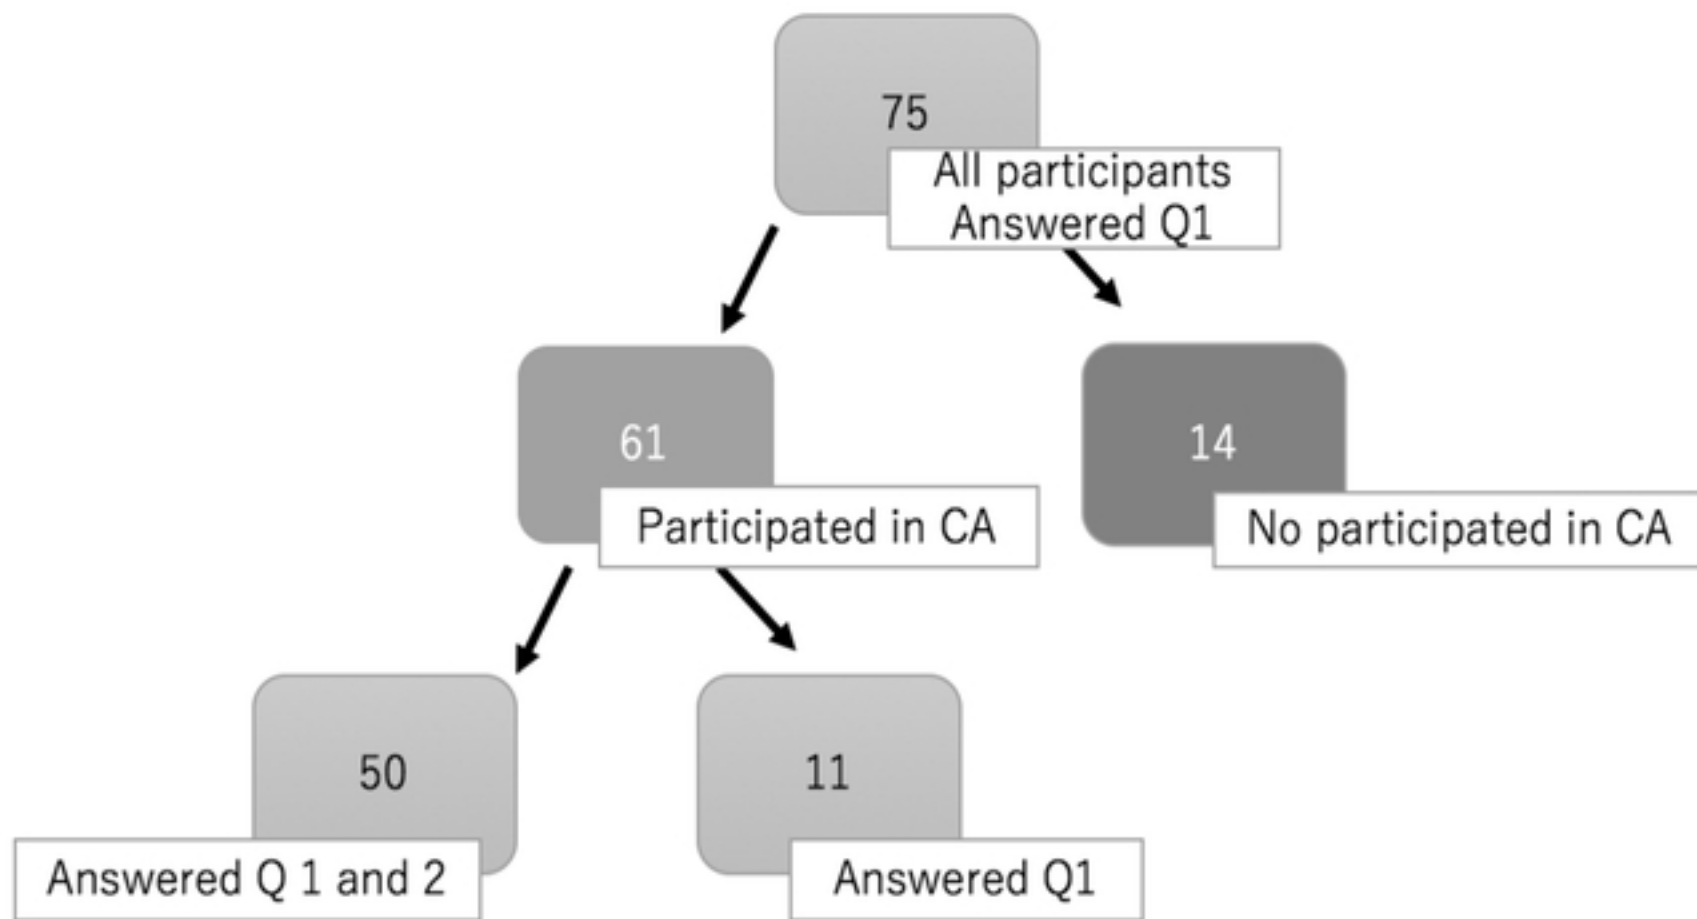 75
All participants
Answered Q1
61
Participated in CA
14
No participated in CA
50
Answered Q 1 and 2
11
Answered Q1